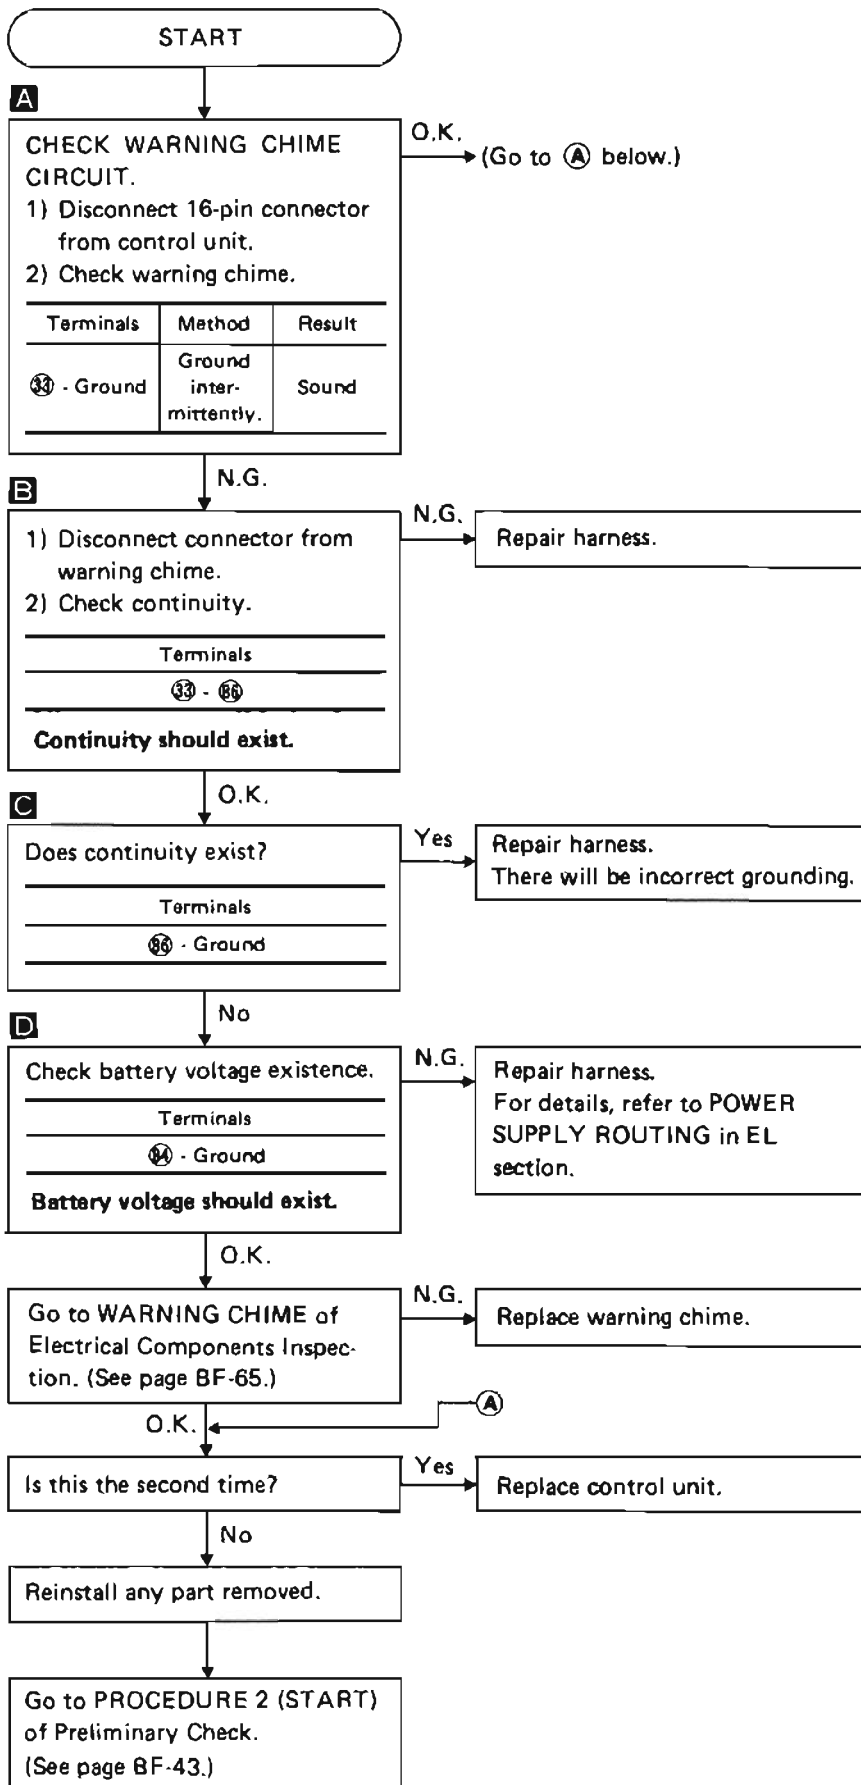 START
A
CHECK WARNING CHIME
CIRCUIT.
1) Disconnect 16-pin connector
from control unit.
2) Check warning chime.
Terminals Method Result
33 - Ground Ground inter-mittently. Sound
O.K.
(Go to A below.)
N.G.
B
1) Disconnect connector from
warning chime.
2) Check continuity.
Terminals
33 - 86
Continuity should exist.
N.G.
Repair harness.
O.K.
C
Does continuity exist?
Terminals
86 - Ground
Yes
Repair harness.
There will be incorrect grounding.
No
D
Check battery voltage existence.
Terminals
84 - Ground
Battery voltage should exist.
N.G.
Repair harness.
For details, refer to POWER
SUPPLY ROUTING in EL
section.
O.K.
Go to WARNING CHIME of
Electrical Components Inspec-
tion. (See page BF-65.)
N.G.
Replace warning chime.
O.K.
A
Is this the second time?
Yes
Replace control unit.
No
Reinstall any part removed.
Go to PROCEDURE 2 (START)
of Preliminary Check.
(See page BF-43.)